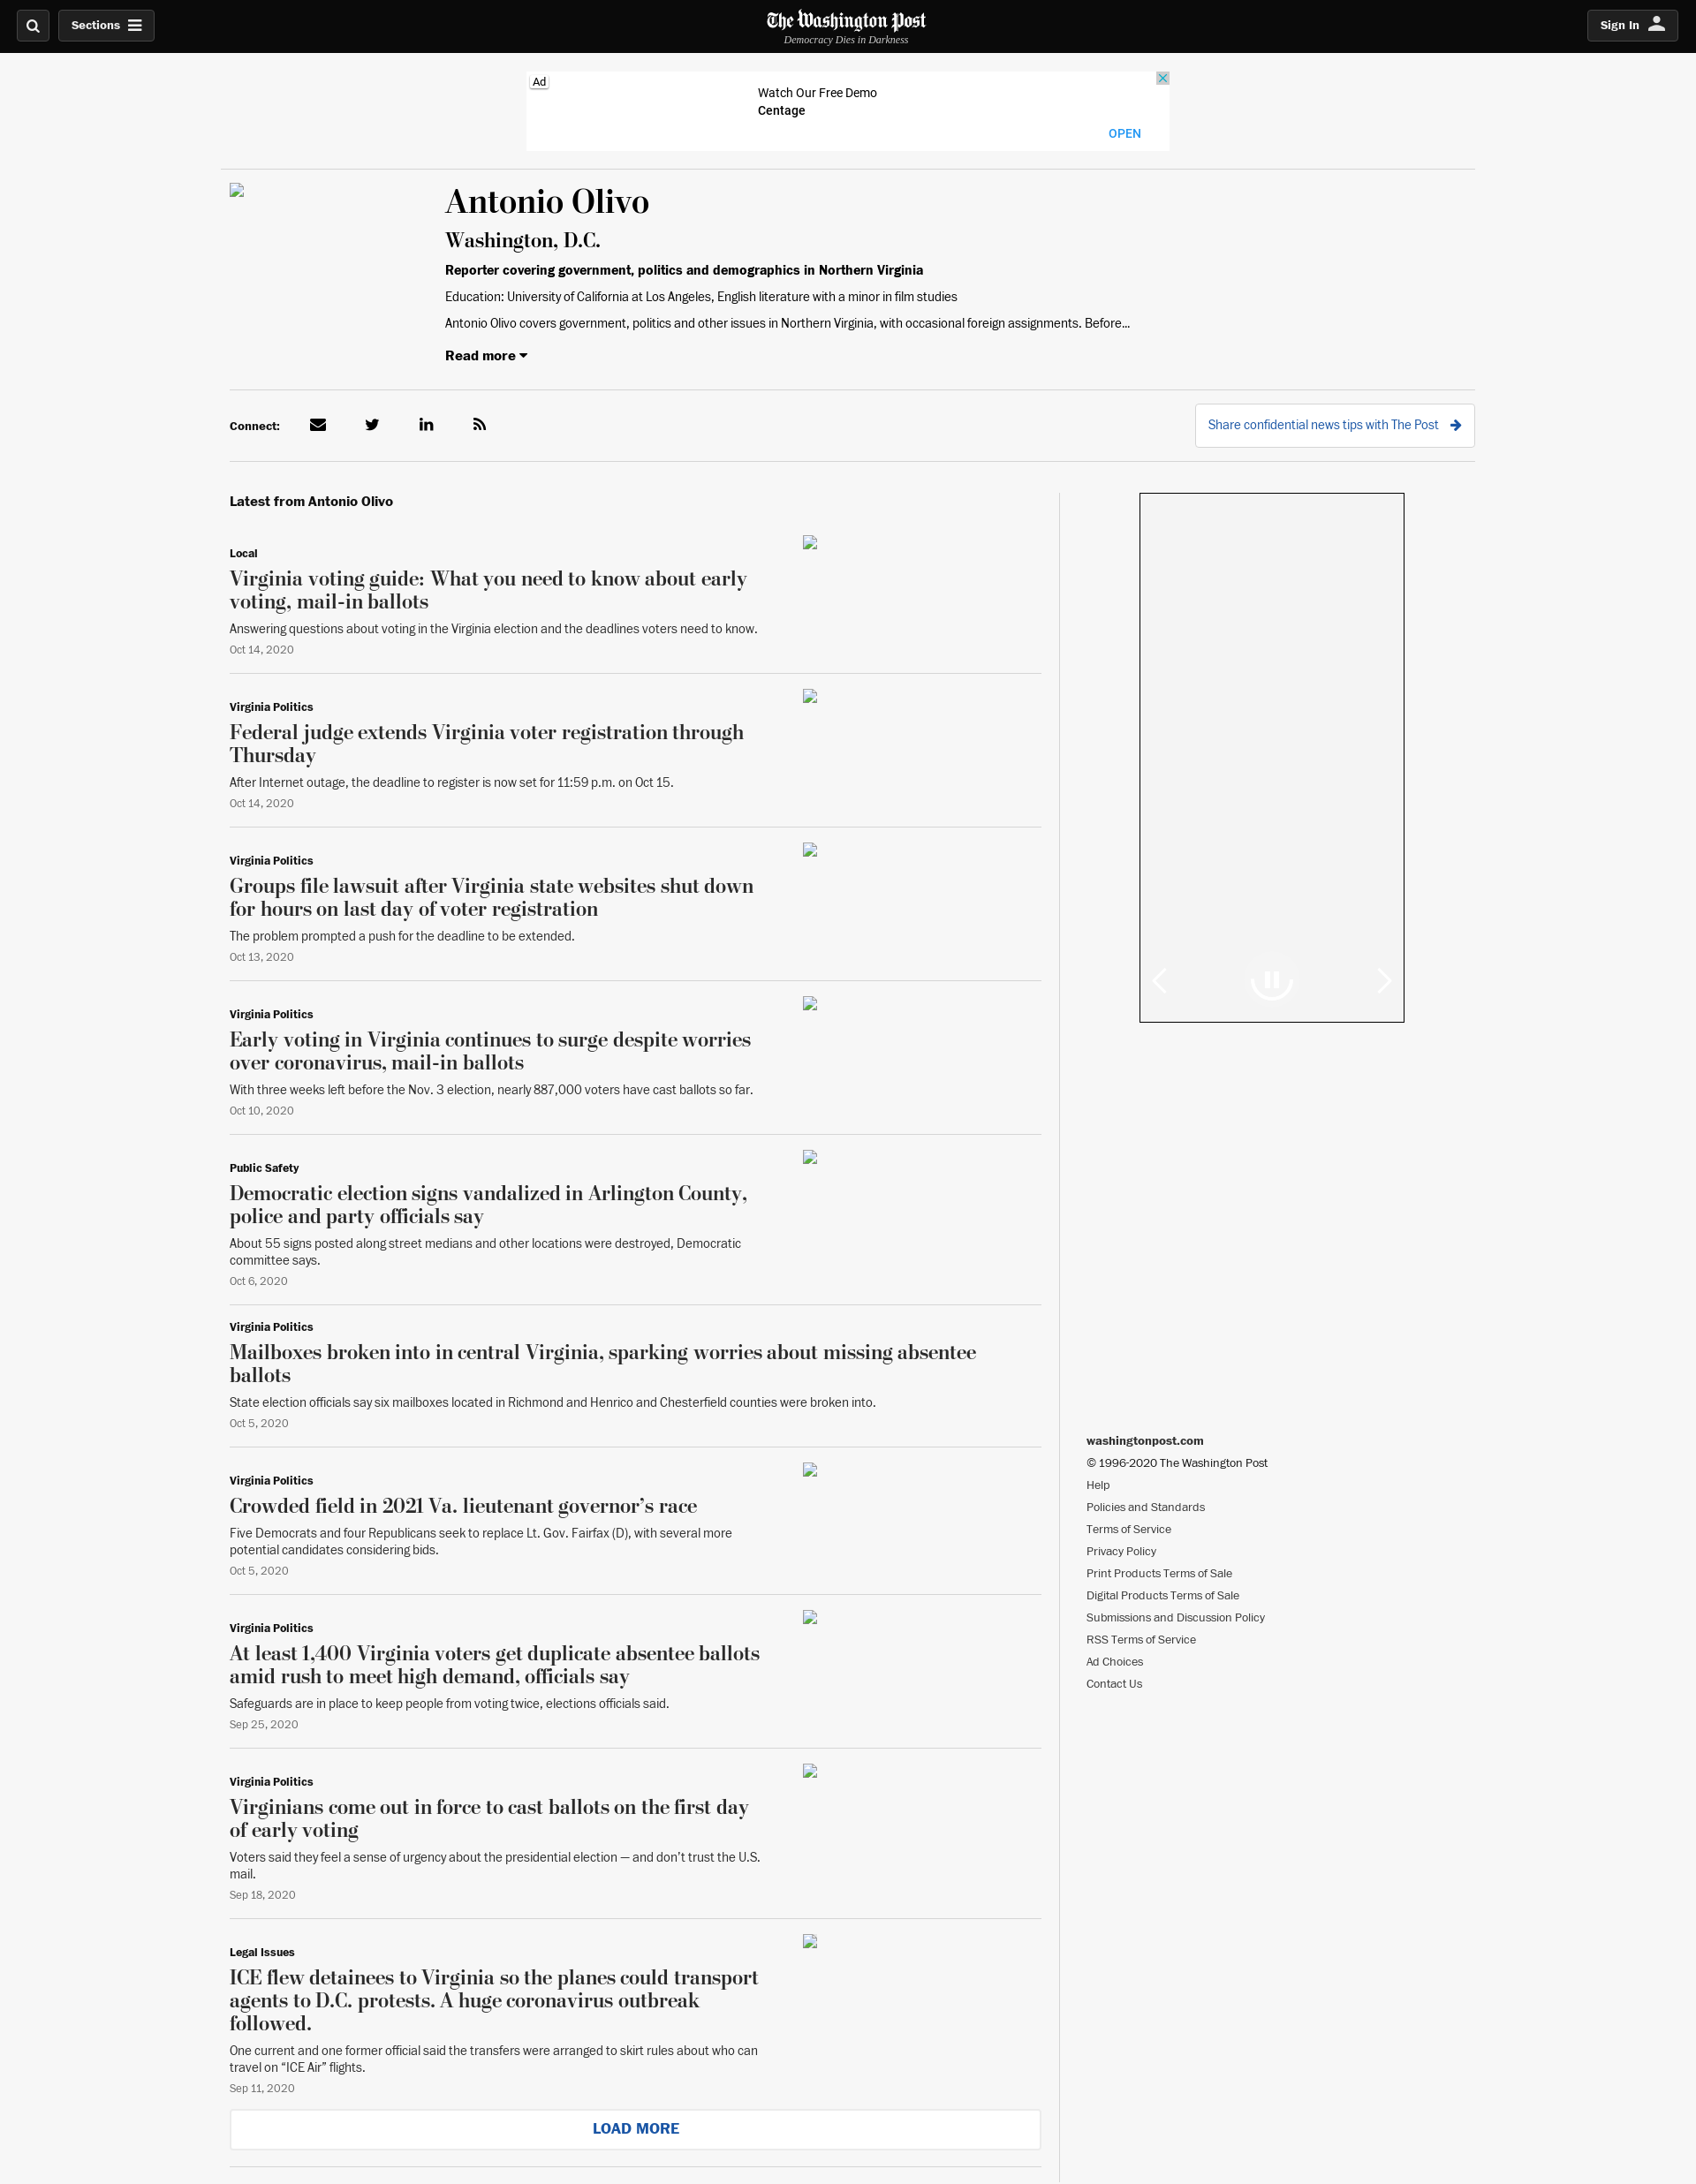 Sections
The Washington Post
Democracy Dies in Darkness
Sign In
Ad
Watch Our Free Demo
Centage
OPEN
Antonio Olivo
Washington, D.C.
Reporter covering government, politics and demographics in Northern Virginia
Education: University of California at Los Angeles, English literature with a minor in film studies
Antonio Olivo covers government, politics and other issues in Northern Virginia, with occasional foreign assignments. Before...
Read more
Connect:
Share confidential news tips with The Post
Latest from Antonio Olivo
Local
Virginia voting guide: What you need to know about early
voting, mail-in ballots
Answering questions about voting in the Virginia election and the deadlines voters need to know.
Oct 14, 2020
Virginia Politics
Federal judge extends Virginia voter registration through
Thursday
After Internet outage, the deadline to register is now set for 11:59 p.m. on Oct 15.
Oct 14, 2020
Virginia Politics
Groups file lawsuit after Virginia state websites shut down
for hours on last day of voter registration
The problem prompted a push for the deadline to be extended.
Oct 13, 2020
Virginia Politics
Early voting in Virginia continues to surge despite worries
over coronavirus, mail-in ballots
With three weeks left before the Nov. 3 election, nearly 887,000 voters have cast ballots so far.
Oct 10, 2020
Public Safety
Democratic election signs vandalized in Arlington County,
police and party officials say
About 55 signs posted along street medians and other locations were destroyed, Democratic
committee says.
Oct 6, 2020
Virginia Politics
Mailboxes broken into in central Virginia, sparking worries about missing absentee
ballots
State election officials say six mailboxes located in Richmond and Henrico and Chesterfield counties were broken into.
Oct 5, 2020
Virginia Politics
Crowded field in 2021 Va. lieutenant governor’s race
Five Democrats and four Republicans seek to replace Lt. Gov. Fairfax (D), with several more
potential candidates considering bids.
Oct 5, 2020
Virginia Politics
At least 1,400 Virginia voters get duplicate absentee ballots
amid rush to meet high demand, officials say
Safeguards are in place to keep people from voting twice, elections officials said.
Sep 25, 2020
Virginia Politics
Virginians come out in force to cast ballots on the first day
of early voting
Voters said they feel a sense of urgency about the presidential election — and don’t trust the U.S.
mail.
Sep 18, 2020
Legal Issues
ICE flew detainees to Virginia so the planes could transport
agents to D.C. protests. A huge coronavirus outbreak
followed.
One current and one former official said the transfers were arranged to skirt rules about who can
travel on “ICE Air” flights.
Sep 11, 2020
LOAD MORE
washingtonpost.com
© 1996-2020 The Washington Post
Help
Policies and Standards
Terms of Service
Privacy Policy
Print Products Terms of Sale
Digital Products Terms of Sale
Submissions and Discussion Policy
RSS Terms of Service
Ad Choices
Contact Us